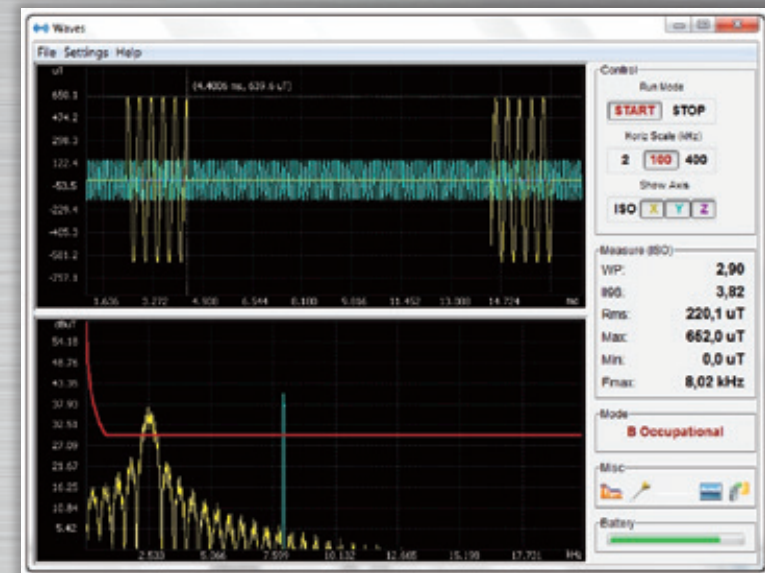 Waves
File Settings Help
uT
650.3
474.2
298.3
122.4
-53.5
-229.4
-405.3
-581.2
-757.1
(4.4006 ms, 639.6 uT)
1.636 3.272 4.908 6.544 8.180 9.816 11.452 13.088 14.724 ms
dBuT
54.18
48.76
43.35
37.93
32.51
27.09
21.67
16.25
10.84
5.42
2.533 5.066 7.599 10.132 12.665 15.198 17.731 kHz
Control
Run Mode
START STOP
Horiz Scale (kHz)
2 100 400
Show Axis
ISO X Y Z
Measure (ISO)
WP: 2,90
3,82
Rms: 220,1 uT
Max: 652,0 uT
Min: 0,0 uT
Fmax: 8,02 kHz
Mode
B Occupational
Misc
Battery